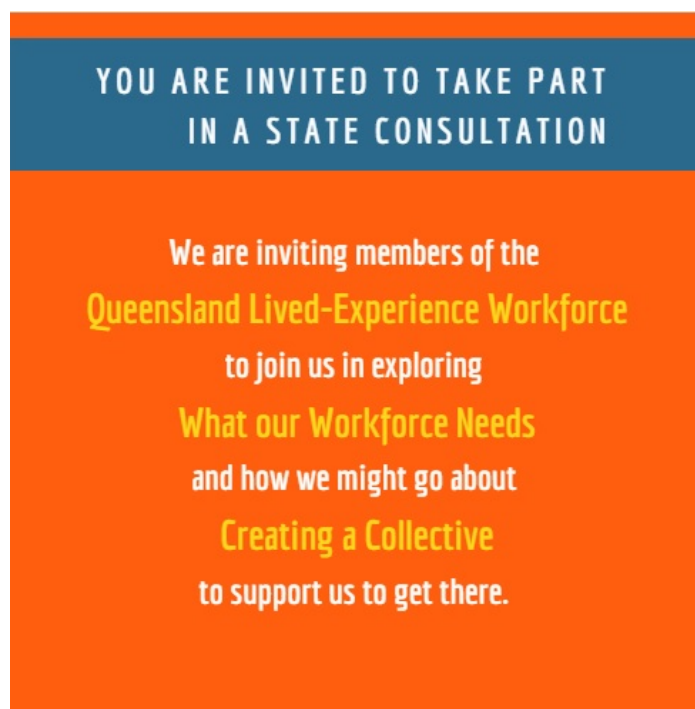 YOU ARE INVITED TO TAKE PART
IN A STATE CONSULTATION
We are inviting members of the
Queensland Lived-Experience Workforce
to join us in exploring
What our Workforce Needs
and how we might go about
Creating a Collective
to support us to get there.